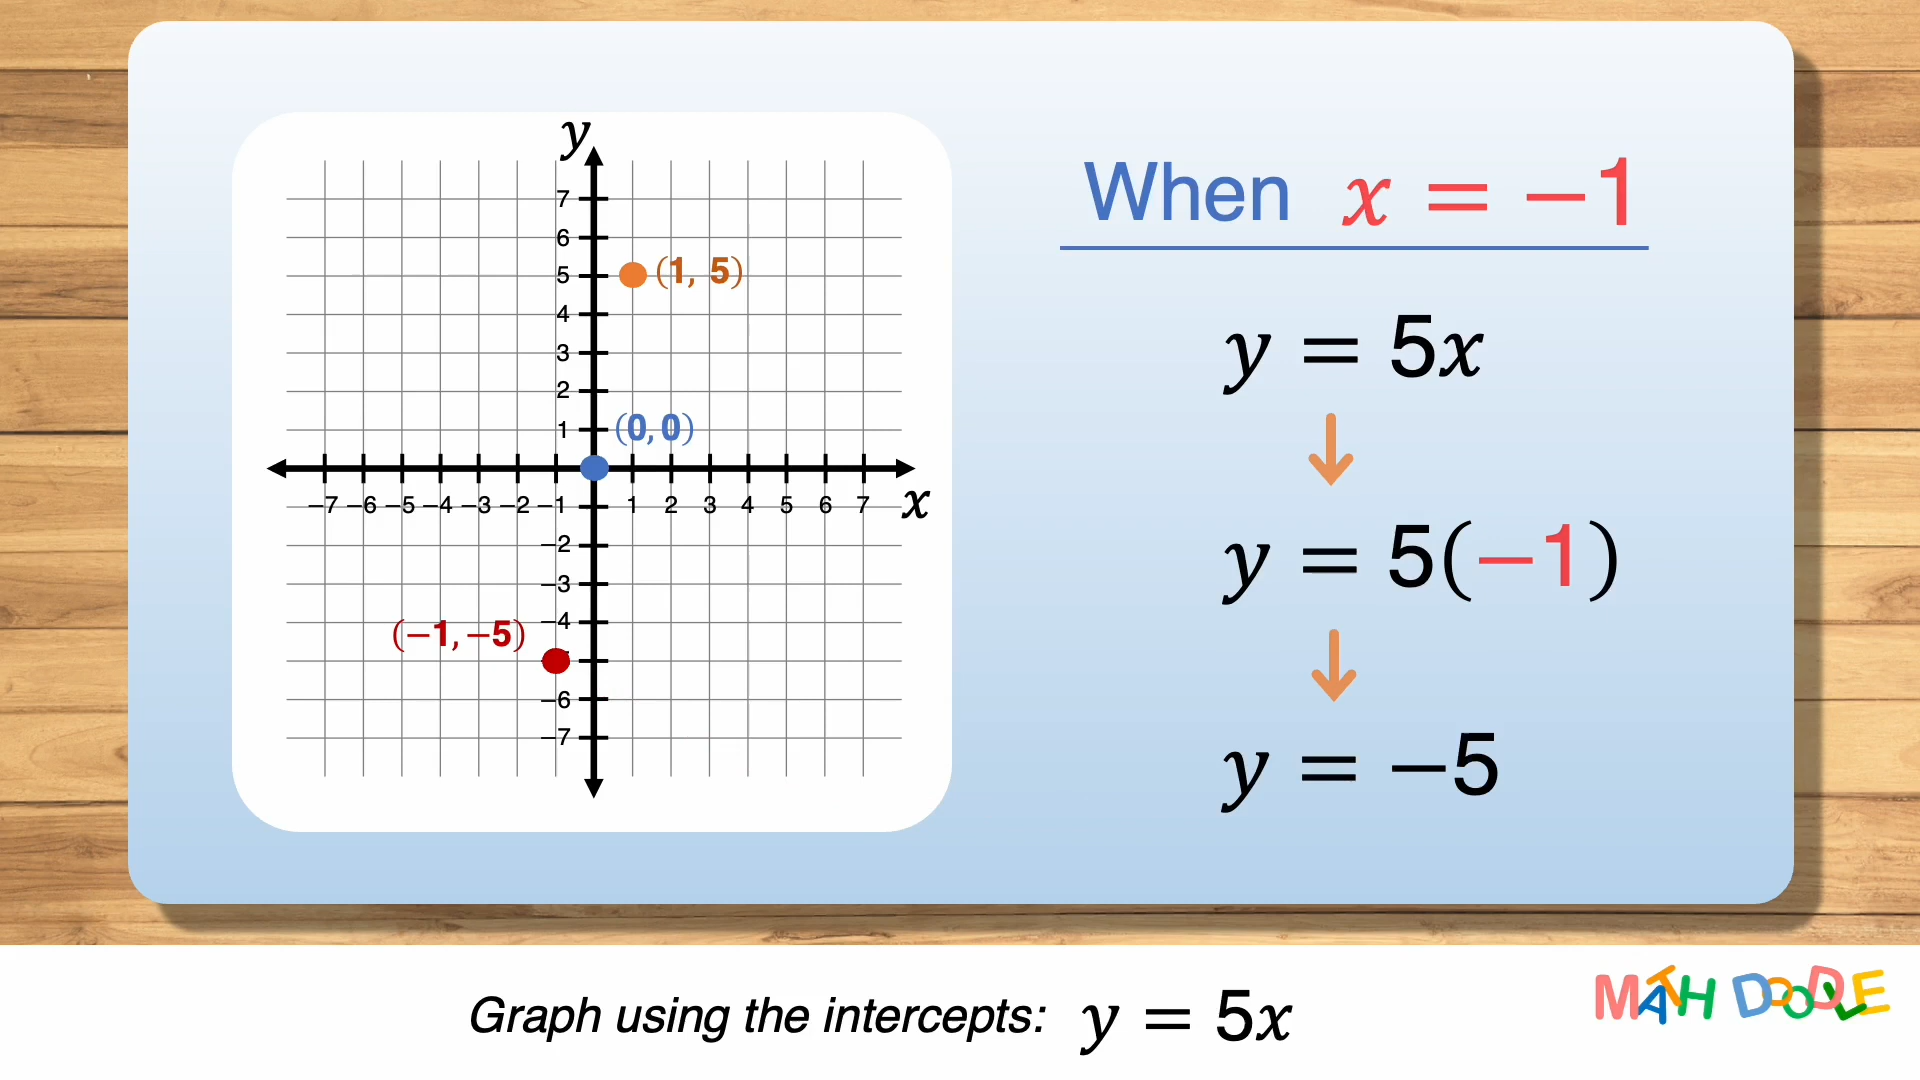 y
7
6
5
4
3
2
1
(1, 5)
(0, 0)
−7 −6 −5 −4 −3 −2 −1 1 2 3 4 5 6 7
x
−2
−3
−4
−6
−7
(−1, −5)
When x = −1
y = 5x
y = 5(−1)
y = −5
Graph using the intercepts: y = 5x
MATH DOODLE